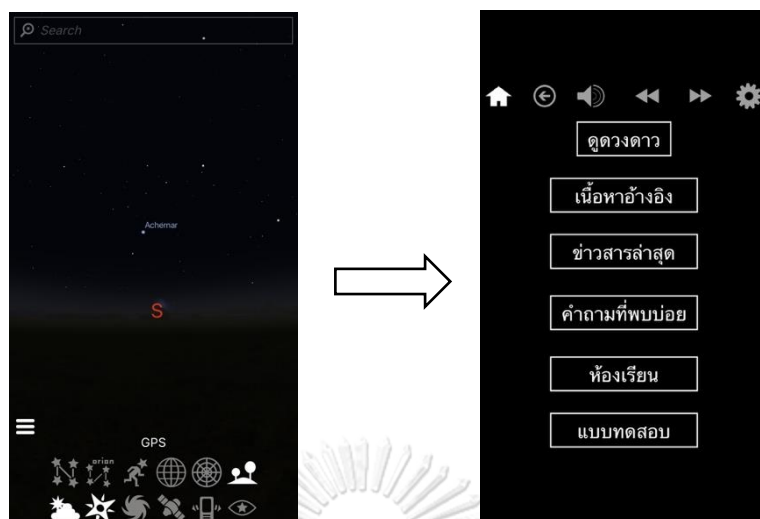 Search
Achernar
S
GPS
orion
ดูดวงดาว
เนื้อหาอ้างอิง
ข่าวสารล่าสุด
คำถามที่พบบ่อย
ห้องเรียน
แบบทดสอบ